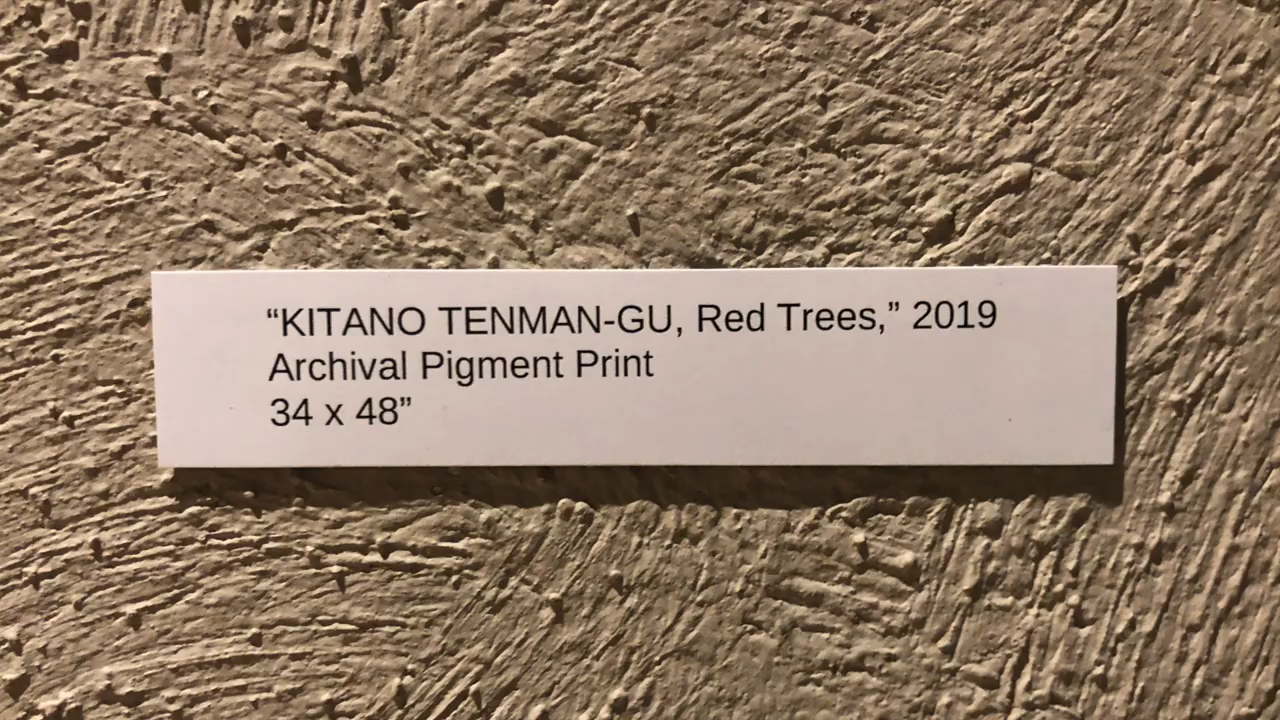 “KITANO TENMAN-GU, Red Trees,” 2019
Archival Pigment Print
34 x 48”